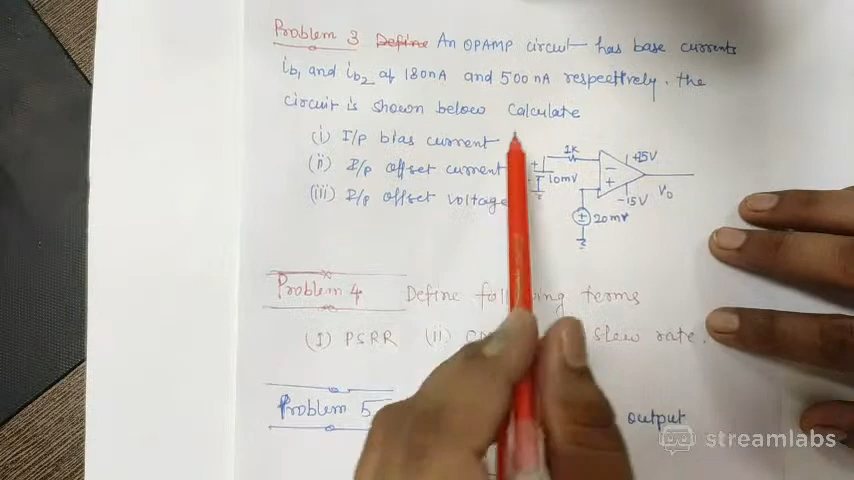 Problem 3 Define An OPAMP circuit has base currents
ib1 and ib2 of 180nA and 500 nA respectively. The
circuit is shown below Calculate
(i) I/p bias current
(ii) I/p offset current
(iii) I/p offset voltage
1K
+15V
+
10mV
-
+
-15V
Vo
±
20mV
Problem 4 Define following terms
(I) PSRR (ii) slew rate.
Problem 5 output
streamlabs